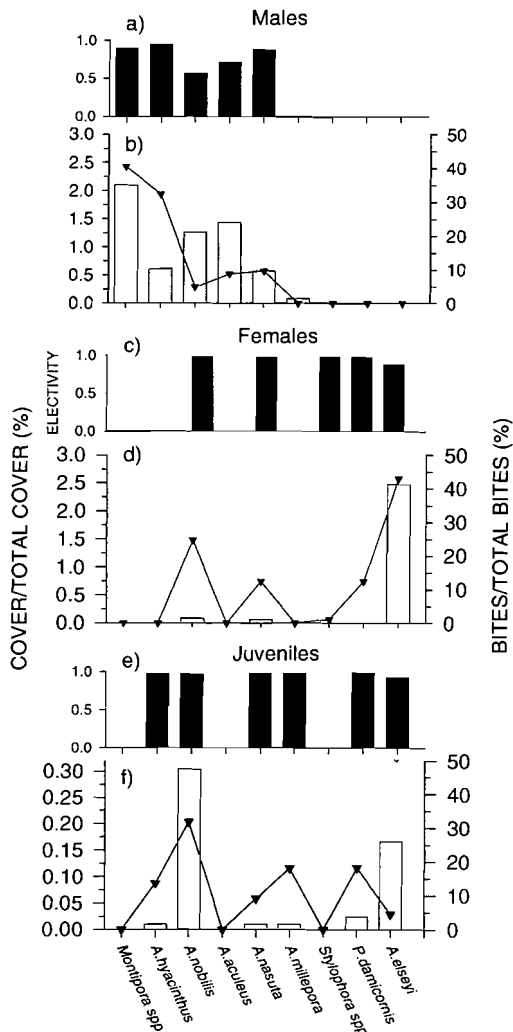 Males
a)
1.0
0.5
0.0
b)
3.0
2.5
2.0
1.5
1.0
0.5
0.0
50
40
30
20
10
0
Females
c)
1.0
0.5
0.0
ELECTIVITY
d)
3.0
2.5
2.0
1.5
1.0
0.5
0.0
50
40
30
20
10
0
COVER/TOTAL COVER (%)
BITES/TOTAL BITES (%)
Juveniles
e)
1.0
0.5
0.0
f)
0.30
0.25
0.20
0.15
0.10
0.05
0.00
50
40
30
20
10
0
Montipora spp
A.hyacinthus
A.nobilis
A.aculeus
A.nasuta
A.millepora
Stylophora spp
P.damicornis
A.elseyi